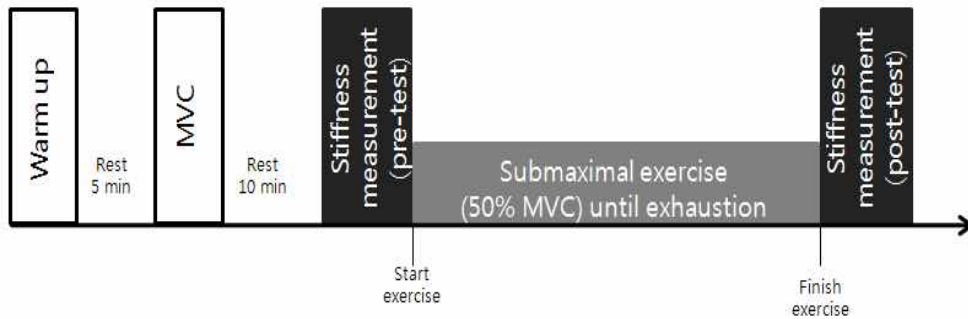 Warm up
Rest
5 min
MVC
Rest
10 min
Stiffness
measurement
(pre-test)
Submaximal exercise
(50% MVC) until exhaustion
Stiffness
measurement
(post-test)
Start
exercise
Finish
exercise